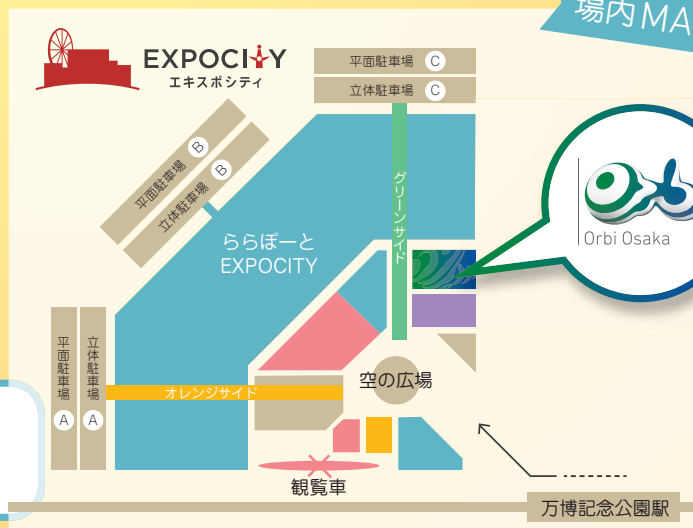 場内MA
EXPOCITY
エキスポシティ
平面駐車場 C
立体駐車場 C
平面駐車場 B
立体駐車場 B
グリーンサイド
ららぽーと
EXPOCITY
Orbi Osaka
平面駐車場 A
立体駐車場 A
オレンジサイド
空の広場
観覧車
万博記念公園駅